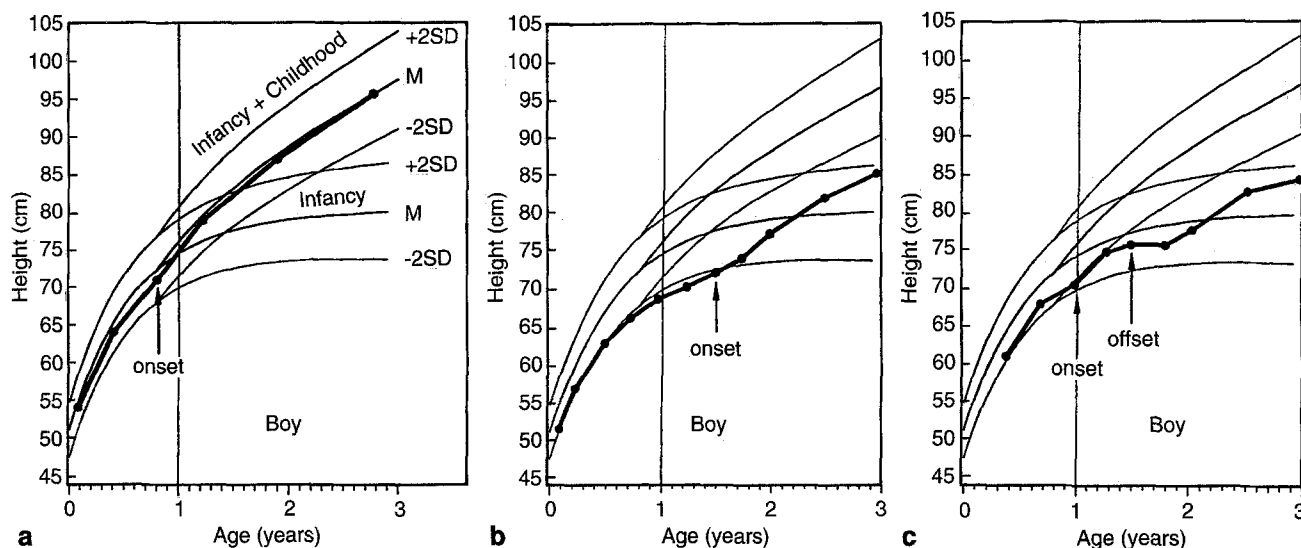 105
100
95
90
85
80
75
70
65
60
55
50
45
Height (cm)
Infancy + Childhood
+2SD
M
-2SD
+2SD
Infancy
M
-2SD
onset
Boy
0 1 2 3
Age (years)
a
105
100
95
90
85
80
75
70
65
60
55
50
45
Height (cm)
onset
Boy
0 1 2 3
Age (years)
b
105
100
95
90
85
80
75
70
65
60
55
50
45
Height (cm)
offset
onset
Boy
0 1 2 3
Age (years)
c